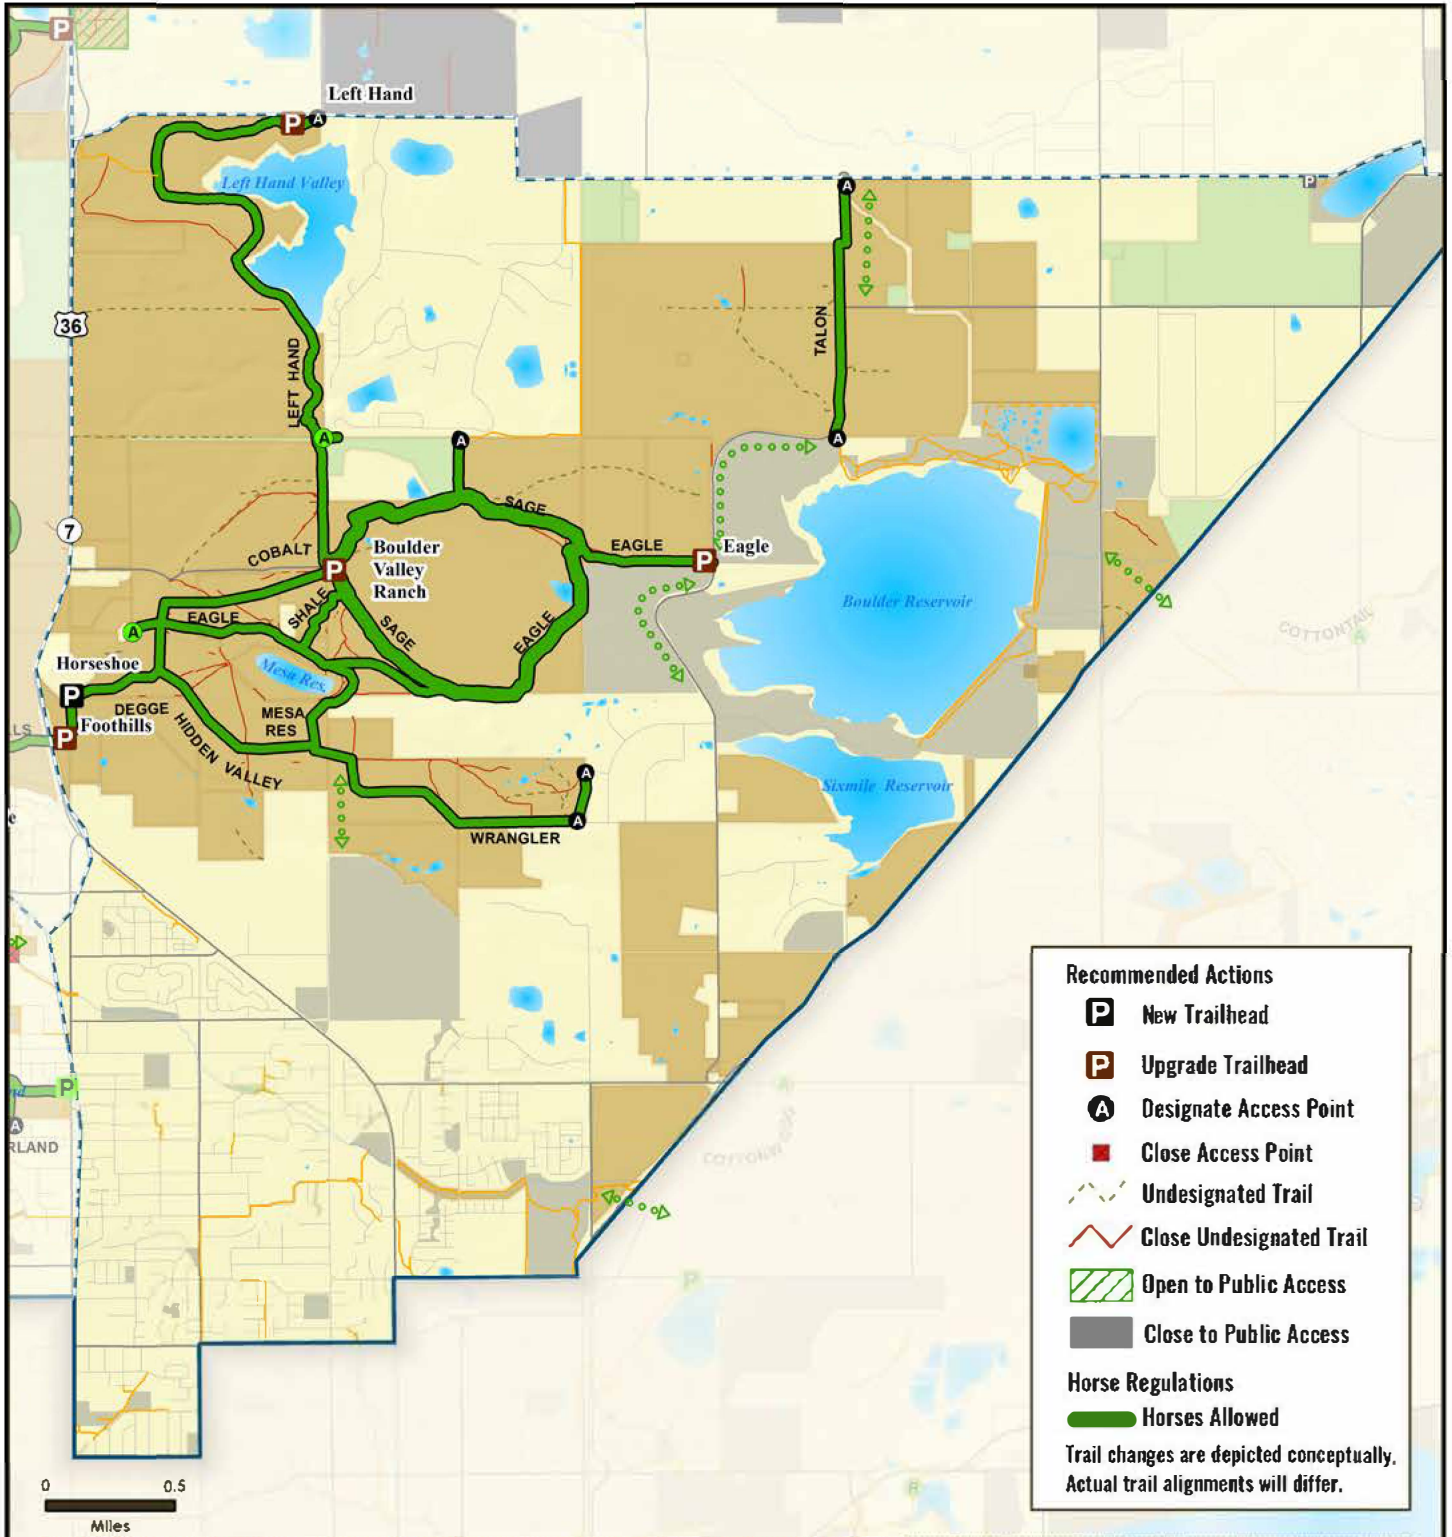 P
Left Hand
P
A
Left Hand Valley
A
P
36
TALON
LEFT HAND
A
A
A
7
SAGE
COBALT
EAGLE
P
Eagle
P
Boulder
Valley
Ranch
Boulder Reservoir
SHALE
EAGLE
SAGE
EAGLE
A
COTTONTAIL
A
Horseshoe
Mesa Res.
P
DEGGE
Foothills
LS
P
HIDDEN VALLEY
MESA
RES
A
Sixmile Reservoir
A
WRANGLER
e
P
A
RLAND
A
P
P
Recommended Actions
P New Trailhead
P Upgrade Trailhead
A Designate Access Point
Close Access Point
Undesignated Trail
Close Undesignated Trail
Open to Public Access
Close to Public Access
Horse Regulations
Horses Allowed
Trail changes are depicted conceptually.
Actual trail alignments will differ.
0 0.5
Miles